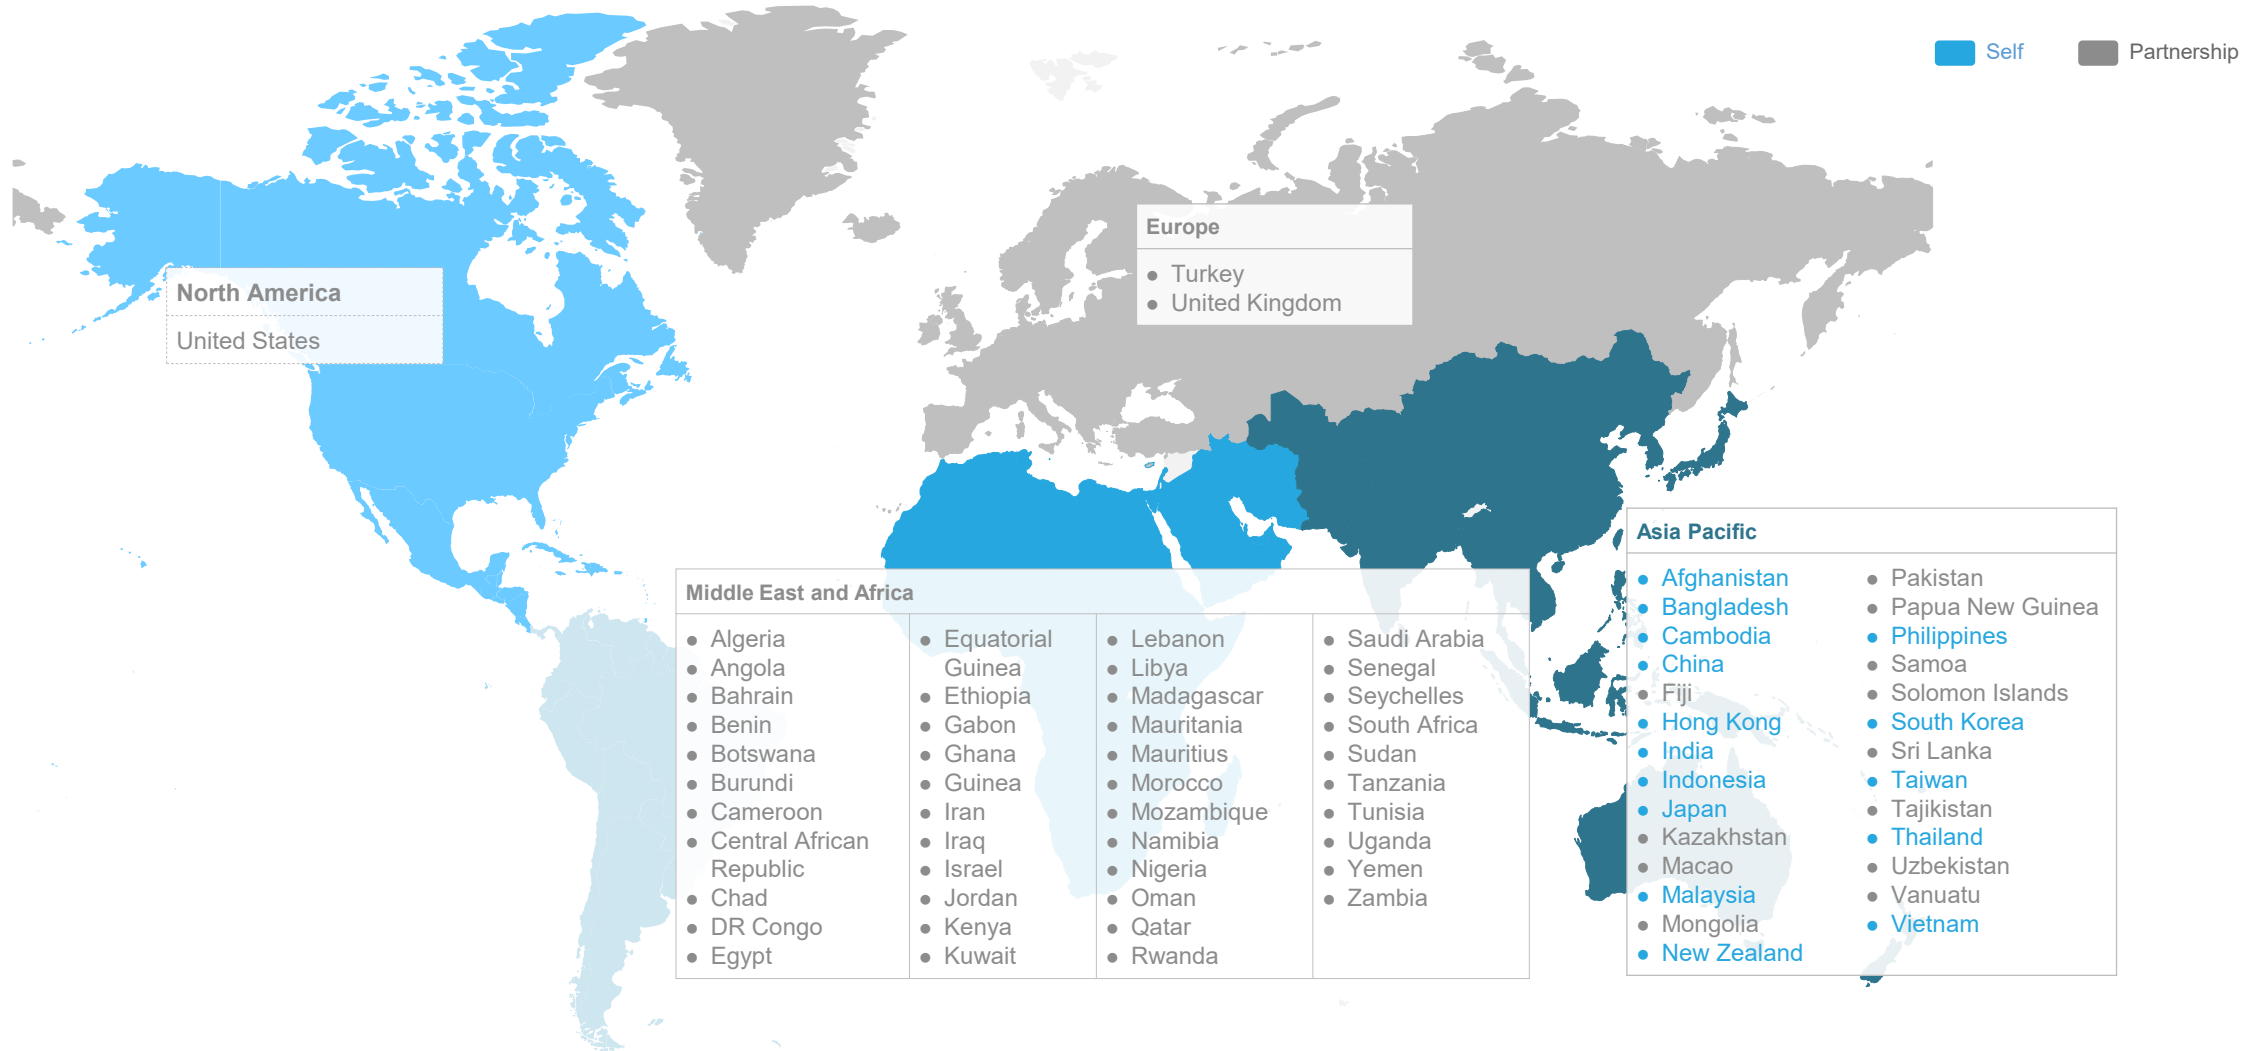 Self
Partnership
Europe
Turkey
United Kingdom
North America
United States
Asia Pacific
Afghanistan
Bangladesh
Cambodia
China
Fiji
Hong Kong
India
Indonesia
Japan
Kazakhstan
Macao
Malaysia
Mongolia
New Zealand
Pakistan
Papua New Guinea
Philippines
Samoa
Solomon Islands
South Korea
Sri Lanka
Taiwan
Tajikistan
Thailand
Uzbekistan
Vanuatu
Vietnam
Middle East and Africa
Algeria
Angola
Bahrain
Benin
Botswana
Burundi
Cameroon
Central African
Republic
Chad
DR Congo
Egypt
Equatorial
Guinea
Ethiopia
Gabon
Ghana
Guinea
Iran
Iraq
Israel
Jordan
Kenya
Kuwait
Lebanon
Libya
Madagascar
Mauritania
Mauritius
Morocco
Mozambique
Namibia
Nigeria
Oman
Qatar
Rwanda
Saudi Arabia
Senegal
Seychelles
South Africa
Sudan
Tanzania
Tunisia
Uganda
Yemen
Zambia